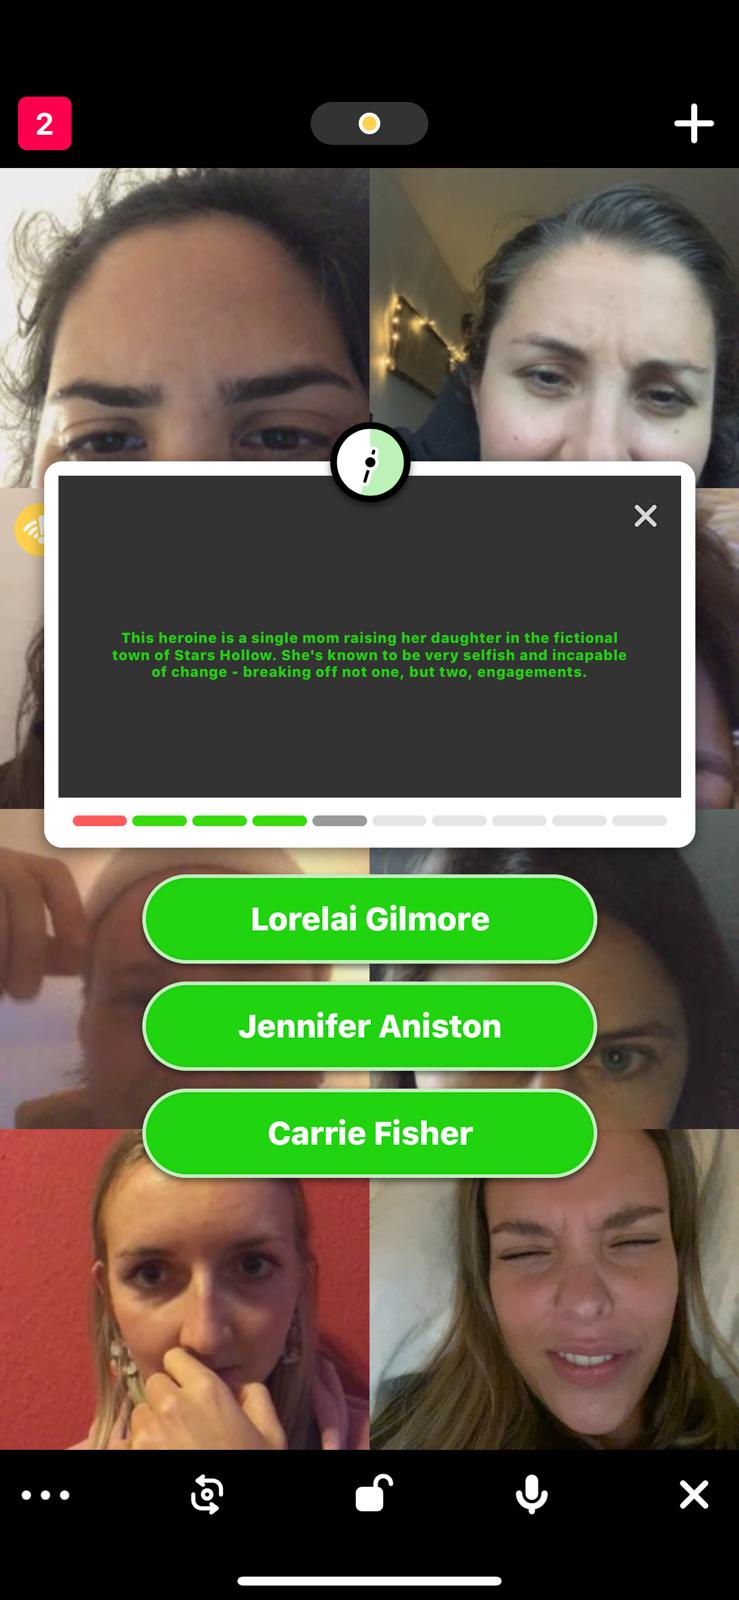 2
This heroine is a single mom raising her daughter in the fictional
town of Stars Hollow. She's known to be very selfish and incapable
of change - breaking off not one, but two, engagements.
Lorelai Gilmore
Jennifer Aniston
Carrie Fisher